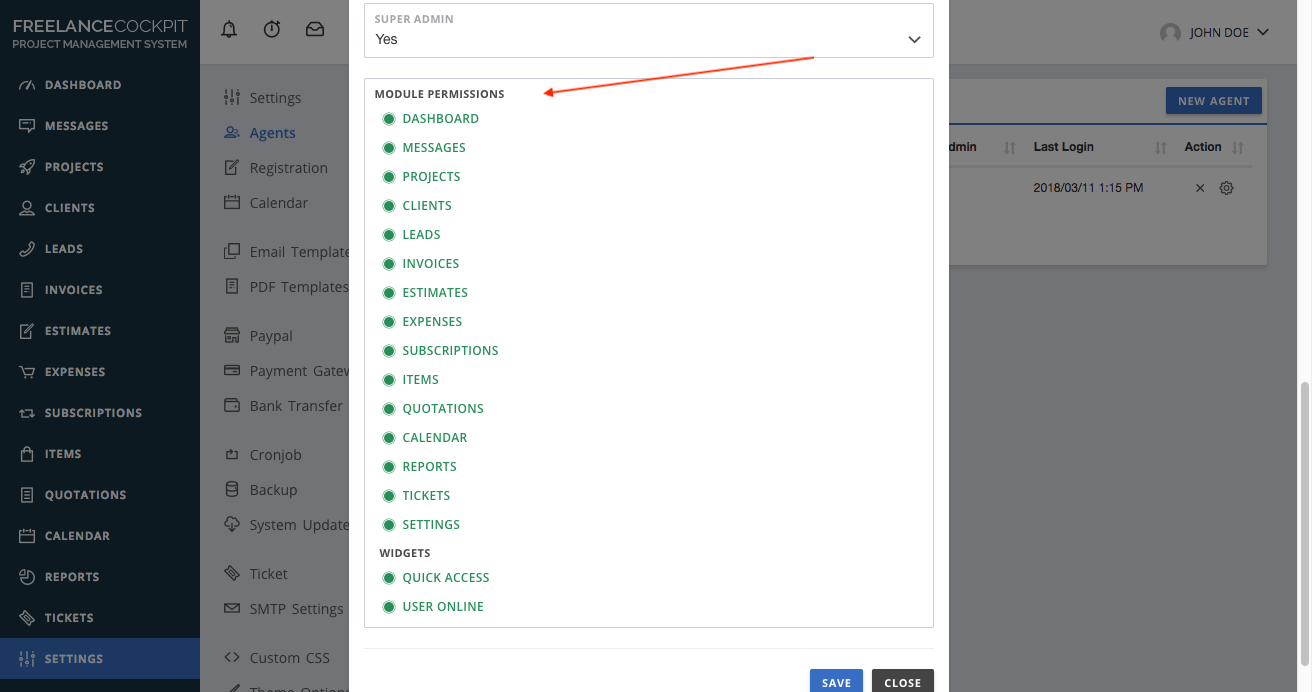 FREELANCECOCKPIT
PROJECT MANAGEMENT SYSTEM
DASHBOARD
MESSAGES
PROJECTS
CLIENTS
LEADS
INVOICES
ESTIMATES
EXPENSES
SUBSCRIPTIONS
ITEMS
QUOTATIONS
CALENDAR
REPORTS
TICKETS
SETTINGS
Settings
Agents
Registration
Calendar
Email Template
PDF Templates
Paypal
Payment Gatew
Bank Transfer
Cronjob
Backup
System Update
Ticket
SMTP Settings
Custom CSS
Theme Option
SUPER ADMIN
Yes
MODULE PERMISSIONS
DASHBOARD
MESSAGES
PROJECTS
CLIENTS
LEADS
INVOICES
ESTIMATES
EXPENSES
SUBSCRIPTIONS
ITEMS
QUOTATIONS
CALENDAR
REPORTS
TICKETS
SETTINGS
WIDGETS
QUICK ACCESS
USER ONLINE
SAVE CLOSE
JOHN DOE
NEW AGENT
dmin Last Login Action
2018/03/11 1:15 PM